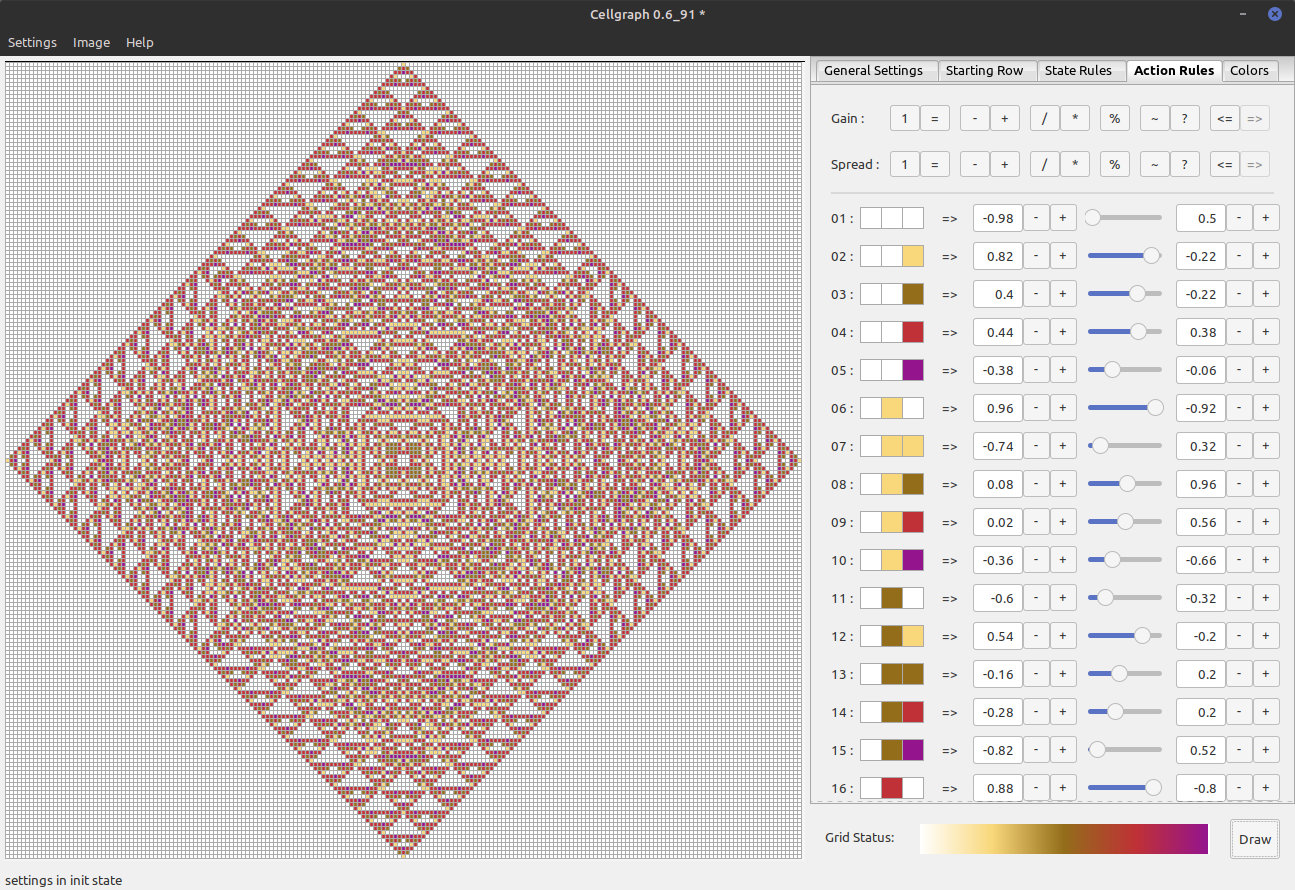 Cellgraph 0.6_91 *
Settings Image Help
General Settings Starting Row State Rules Action Rules Colors
Gain : 1 = - + / * % ~ ? <= =>
Spread : 1 = - + / * % ~ ? <= =>
01 : => -0.98 - + 0.5 - +
02 : => 0.82 - + -0.22 - +
03 : => 0.4 - + -0.22 - +
04 : => 0.44 - + 0.38 - +
05 : => -0.38 - + -0.06 - +
06 : => 0.96 - + -0.92 - +
07 : => -0.74 - + 0.32 - +
08 : => 0.08 - + 0.96 - +
09 : => 0.02 - + 0.56 - +
10 : => -0.36 - + -0.66 - +
11 : => -0.6 - + -0.32 - +
12 : => 0.54 - + -0.2 - +
13 : => -0.16 - + 0.2 - +
14 : => -0.28 - + 0.2 - +
15 : => -0.82 - + 0.52 - +
16 : => 0.88 - + -0.8 - +
Grid Status: Draw
settings in init state